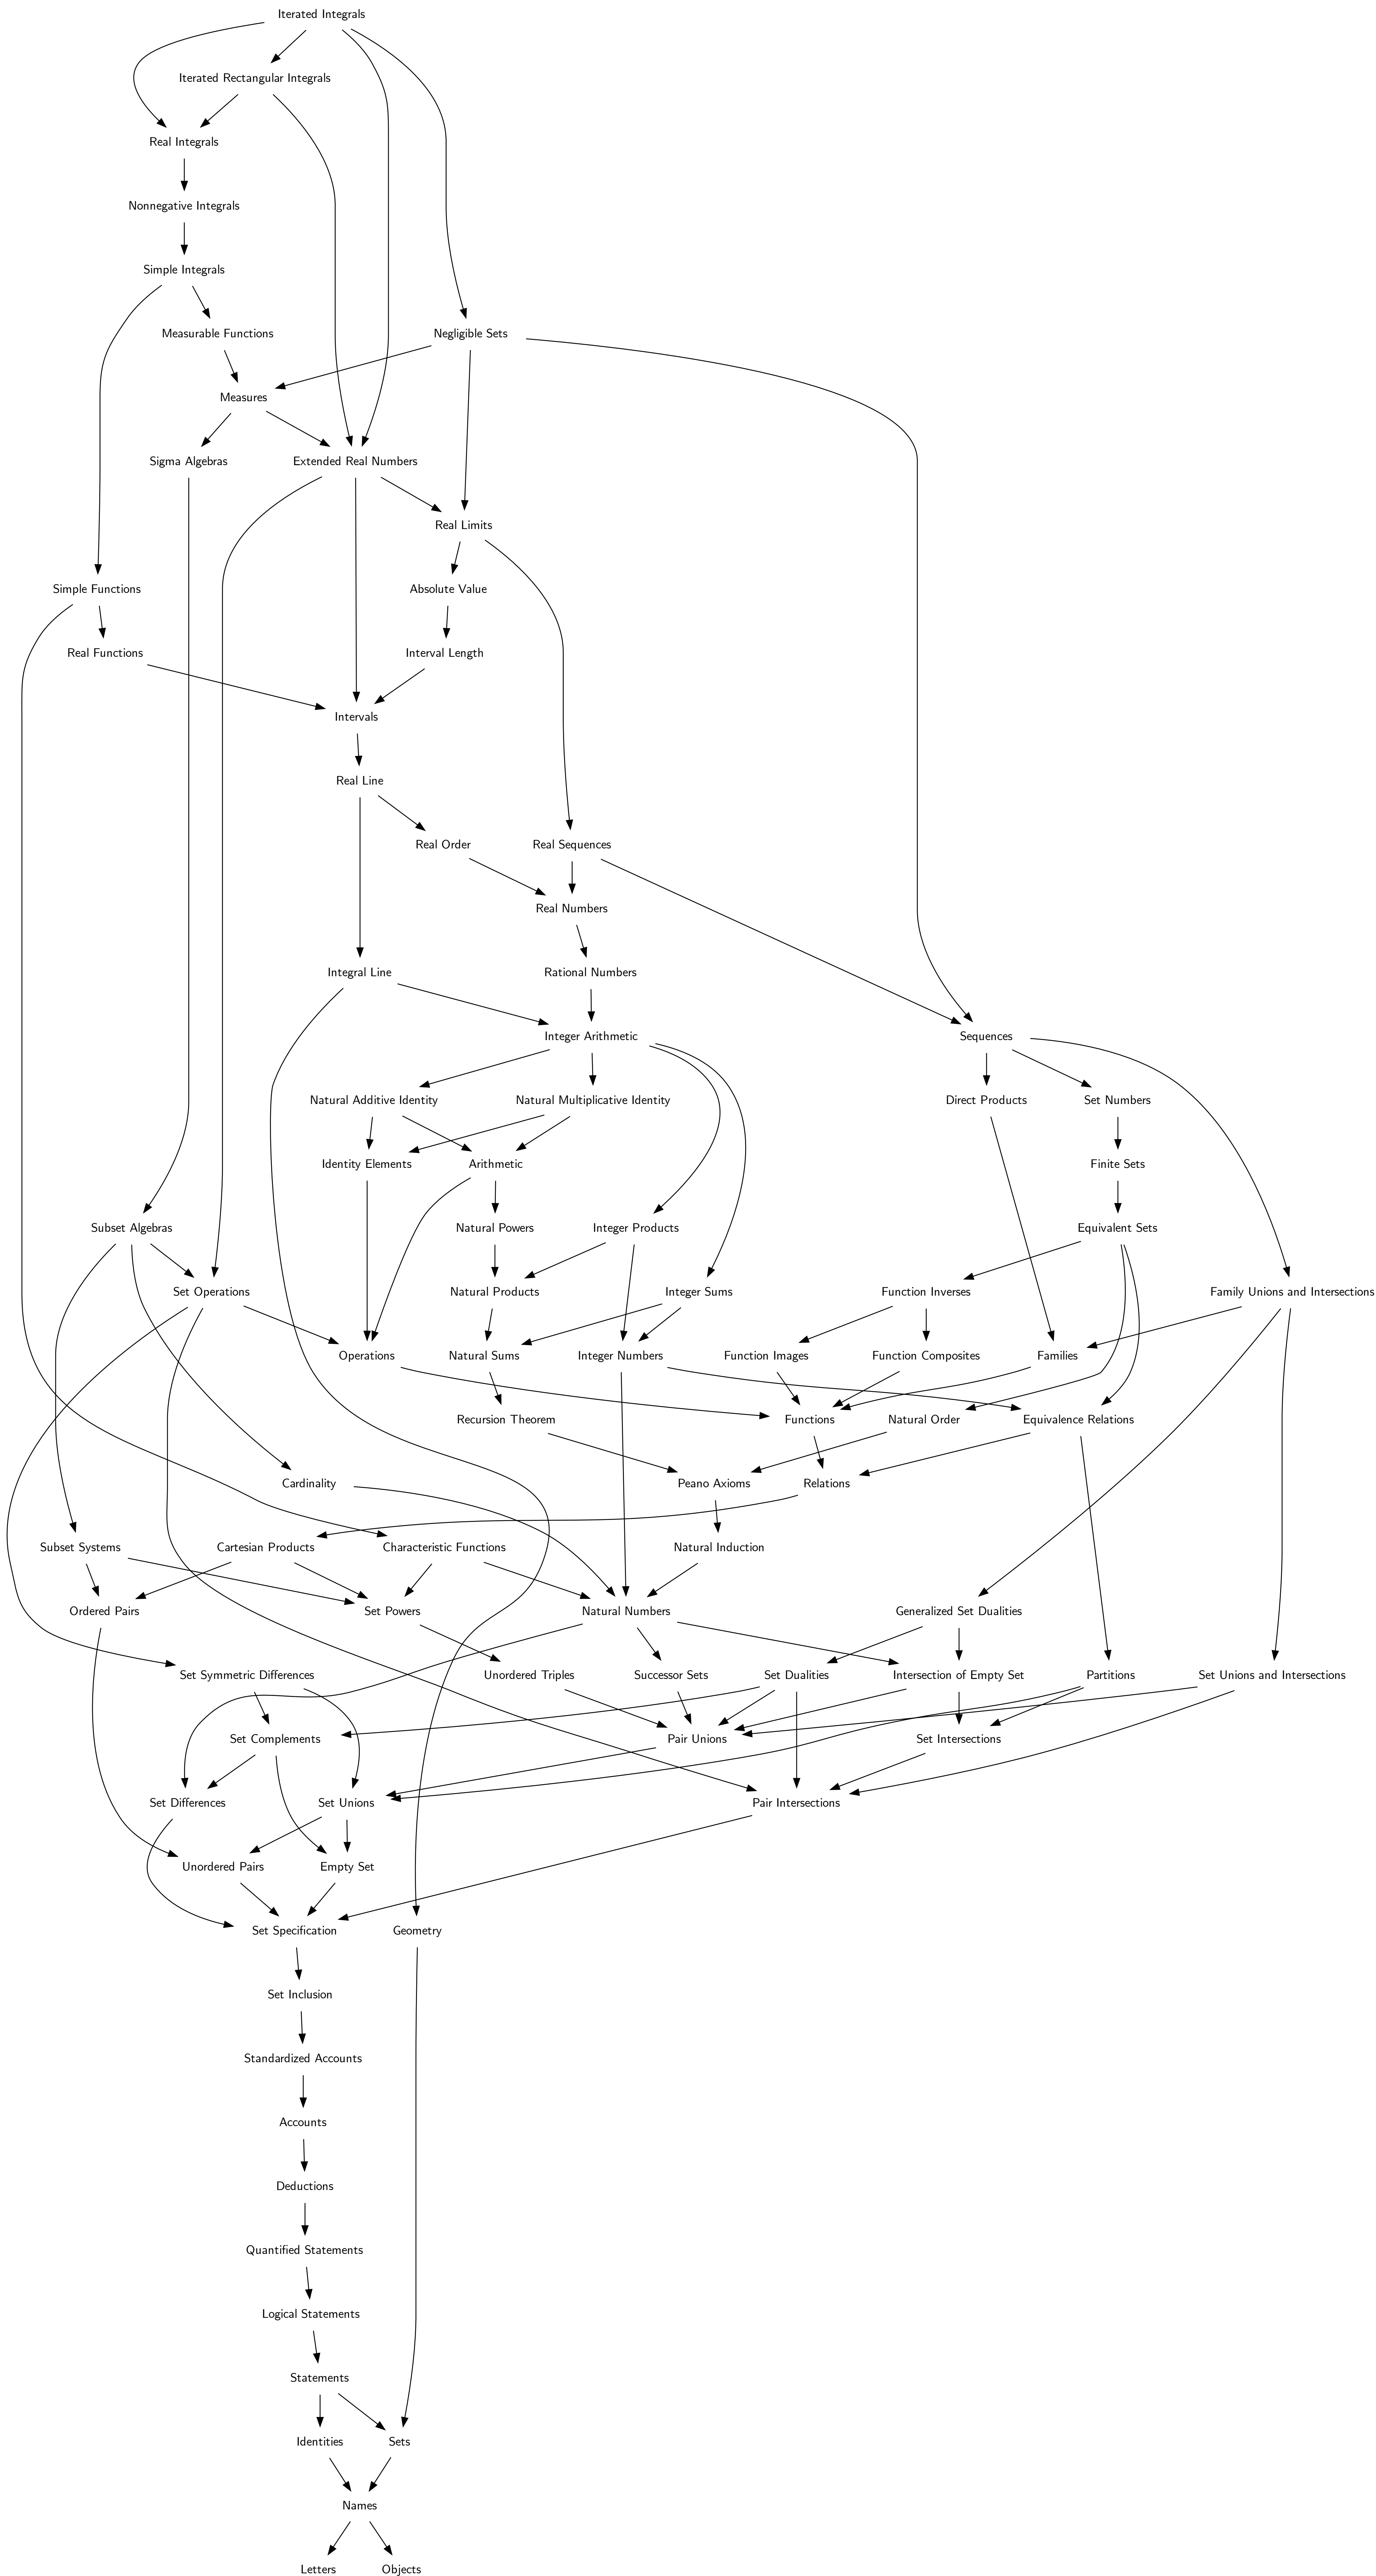 Iterated Integrals
Iterated Rectangular Integrals
Real Integrals
Nonnegative Integrals
Simple Integrals
Measurable Functions
Negligible Sets
Measures
Sigma Algebras
Extended Real Numbers
Real Limits
Simple Functions
Absolute Value
Real Functions
Interval Length
Intervals
Real Line
Real Order
Real Sequences
Real Numbers
Integral Line
Rational Numbers
Integer Arithmetic
Sequences
Natural Additive Identity
Natural Multiplicative Identity
Direct Products
Set Numbers
Identity Elements
Arithmetic
Finite Sets
Subset Algebras
Natural Powers
Integer Products
Equivalent Sets
Set Operations
Natural Products
Integer Sums
Function Inverses
Family Unions and Intersections
Operations
Natural Sums
Integer Numbers
Function Images
Function Composites
Families
Recursion Theorem
Functions
Natural Order
Equivalence Relations
Cardinality
Peano Axioms
Relations
Subset Systems
Cartesian Products
Characteristic Functions
Natural Induction
Ordered Pairs
Set Powers
Natural Numbers
Generalized Set Dualities
Set Symmetric Differences
Unordered Triples
Successor Sets
Set Dualities
Intersection of Empty Set
Partitions
Set Unions and Intersections
Set Complements
Pair Unions
Set Intersections
Set Differences
Set Unions
Pair Intersections
Unordered Pairs
Empty Set
Set Specification
Geometry
Set Inclusion
Standardized Accounts
Accounts
Deductions
Quantified Statements
Logical Statements
Statements
Identities
Sets
Names
Letters
Objects